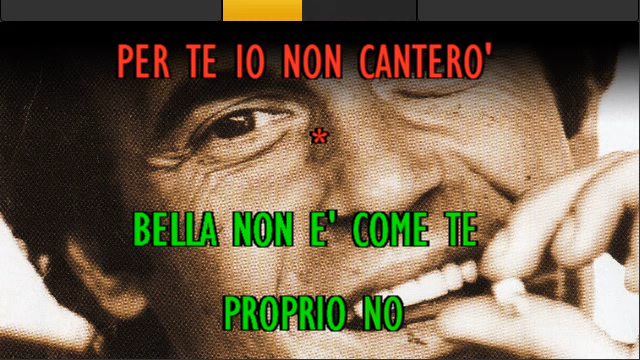 PER TE IO NON CANTERO'
*
BELLA NON E' COME TE
PROPRIO NO